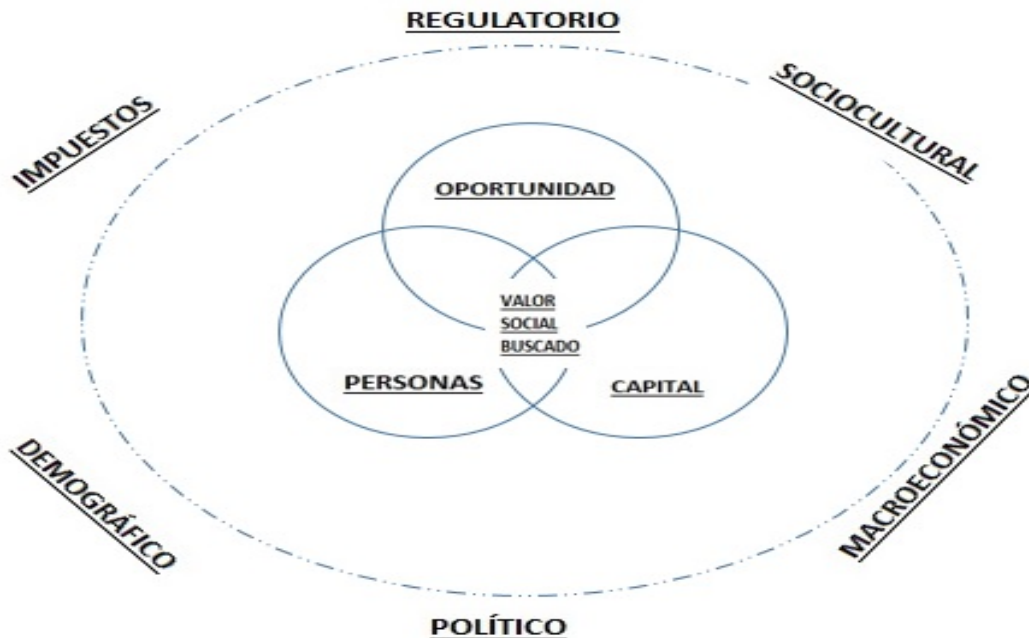 REGULATORIO
IMPUESTOS
SOCIOCULTURAL
OPORTUNIDAD
VALOR
SOCIAL
BUSCADO
PERSONAS
CAPITAL
DEMOGRÁFICO
MACROECONÓMICO
POLÍTICO